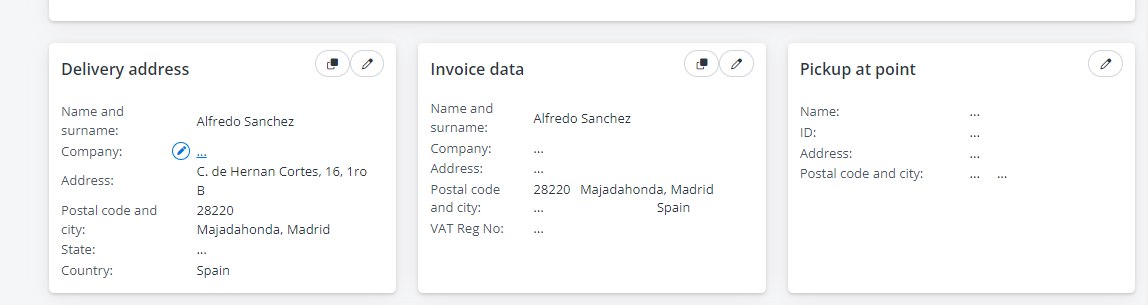 Delivery address
Name and
surname:
Alfredo Sanchez
Company:
...
Address:
C. de Hernan Cortes, 16, 1ro
B
Postal code and
city:
28220
Majadahonda, Madrid
State:
...
Country:
Spain
Invoice data
Name and
surname:
Alfredo Sanchez
Company:
...
Address:
...
Postal code
and city:
28220 Majadahonda, Madrid
... Spain
VAT Reg No:
...
Pickup at point
Name:
...
ID:
...
Address:
...
Postal code and city:
... ...